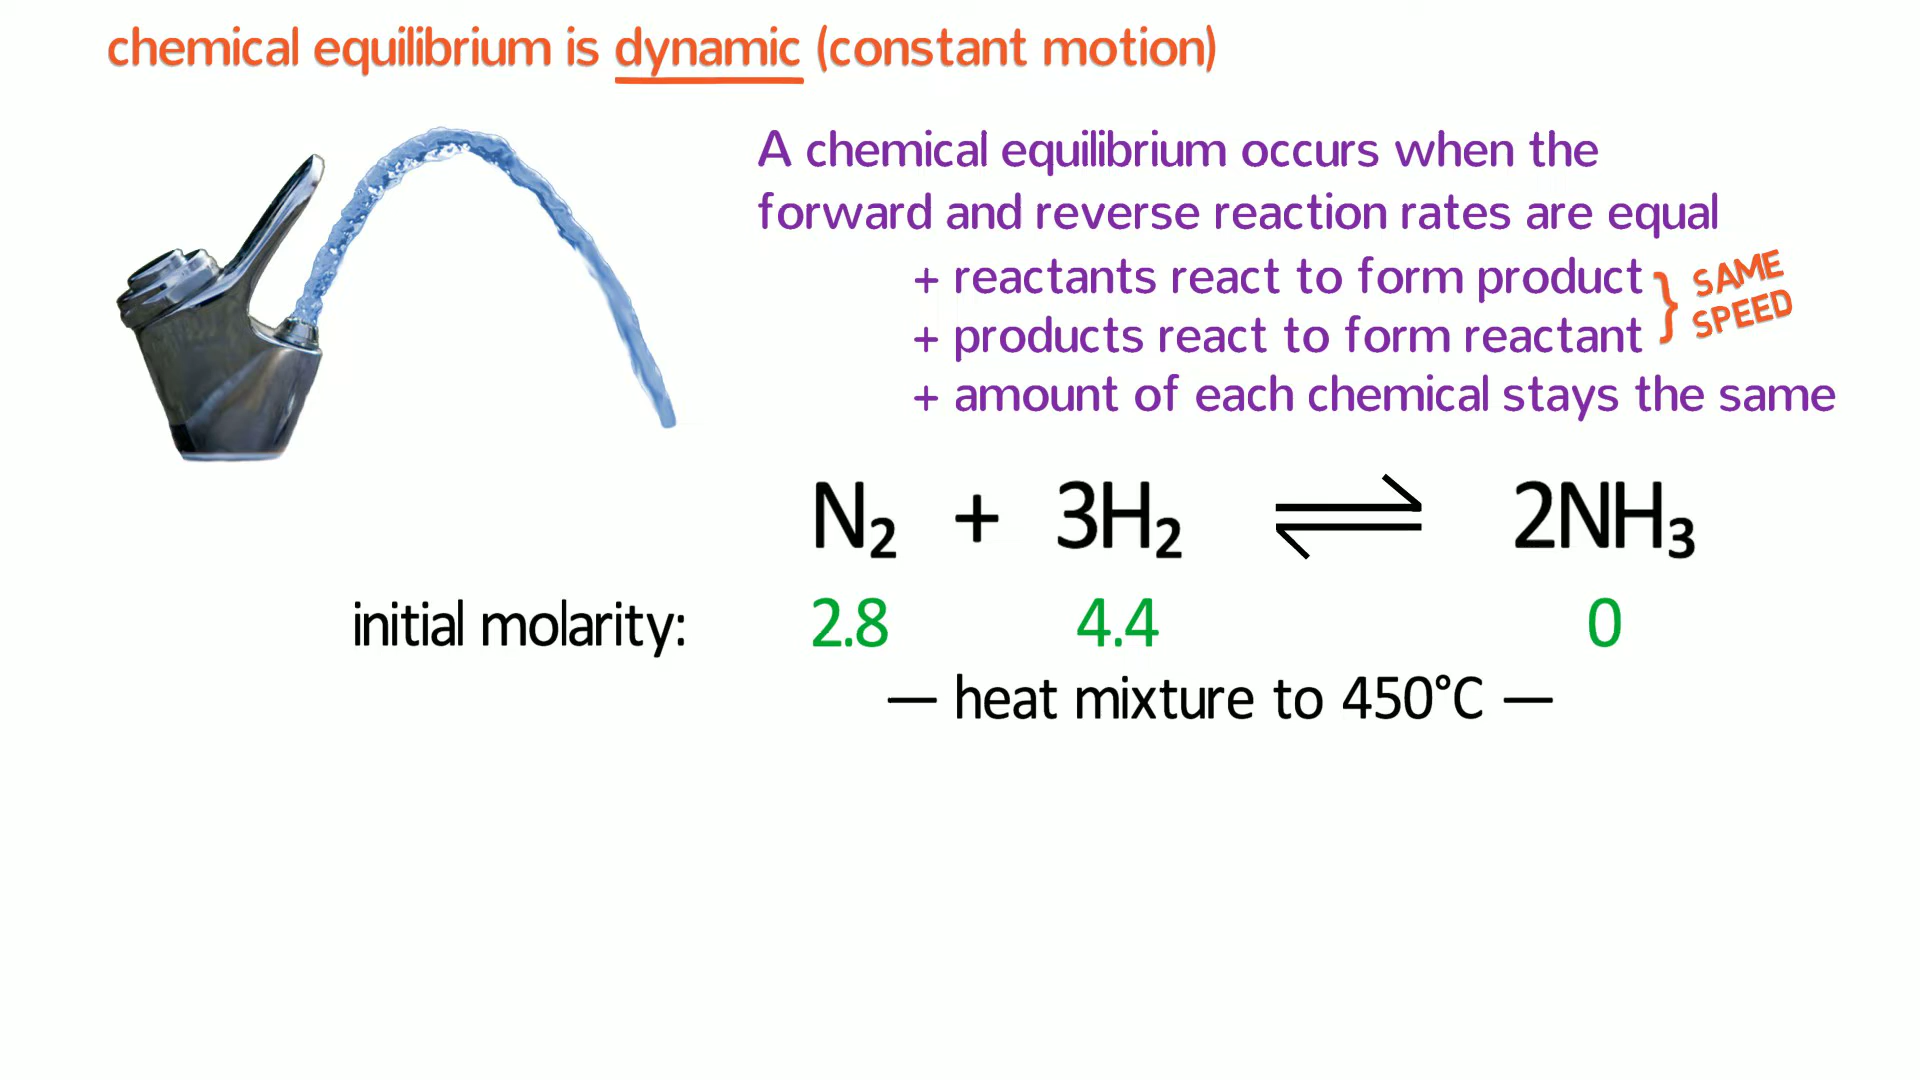 chemical equilibrium is dynamic (constant motion)
A chemical equilibrium occurs when the
forward and reverse reaction rates are equal
+ reactants react to form product
+ products react to form reactant
} SAME
SPEED
+ amount of each chemical stays the same
N₂ + 3H₂ ⇌ 2NH₃
initial molarity: 2.8 4.4 0
— heat mixture to 450°C —